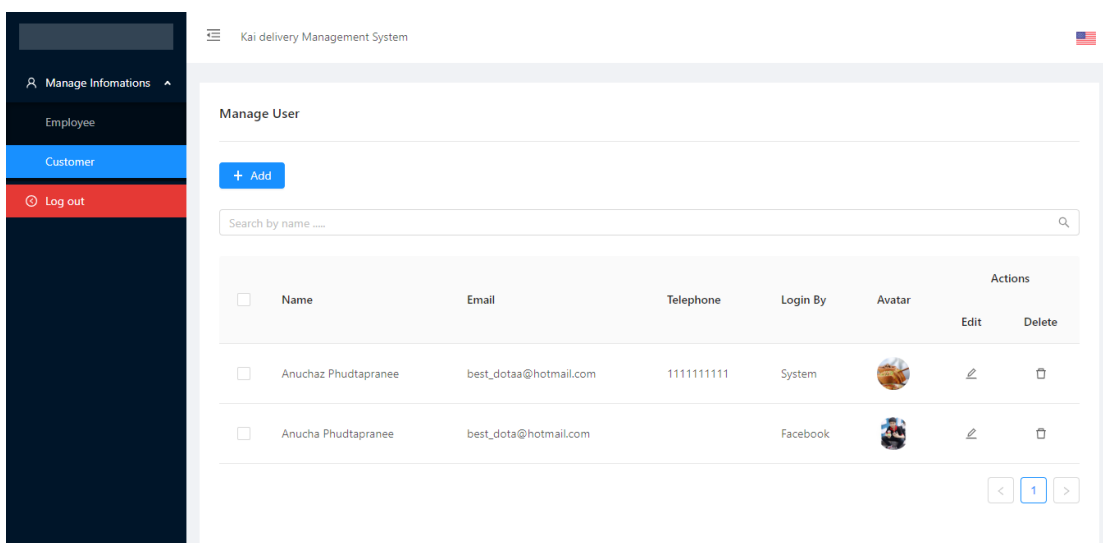 Kai delivery Management System
Manage Infomations
Employee
Customer
Log out
Manage User
+ Add
Search by name .....
Name Email Telephone Login By Avatar Actions
Edit Delete
Anuchaz Phudtapranee best_dotaa@hotmail.com 1111111111 System
Anucha Phudtapranee best_dota@hotmail.com Facebook
< 1 >